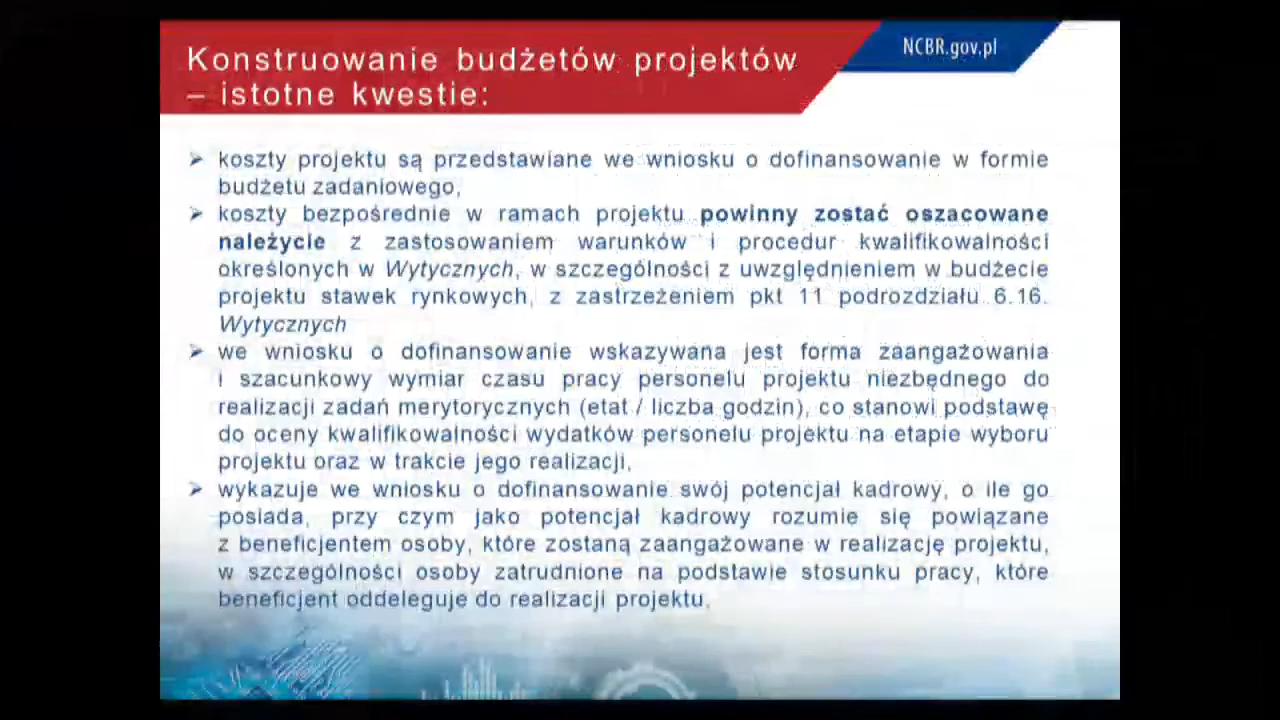 Konstruowanie budżetów projektów
– istotne kwestie:
NCBR.gov.pl
➢ koszty projektu są przedstawiane we wniosku o dofinansowanie w formie
budżetu zadaniowego,
➢ koszty bezpośrednie w ramach projektu powinny zostać oszacowane
należycie z zastosowaniem warunków i procedur kwalifikowalności
określonych w Wytycznych, w szczególności z uwzględnieniem w budżecie
projektu stawek rynkowych, z zastrzeżeniem pkt 11 podrozdziału 6.16.
Wytycznych
➢ we wniosku o dofinansowanie wskazywana jest forma zaangażowania
i szacunkowy wymiar czasu pracy personelu projektu niezbędnego do
realizacji zadań merytorycznych (etat / liczba godzin), co stanowi podstawę
do oceny kwalifikowalności wydatków personelu projektu na etapie wyboru
projektu oraz w trakcie jego realizacji,
➢ wykazuje we wniosku o dofinansowanie swój potencjał kadrowy, o ile go
posiada, przy czym jako potencjał kadrowy rozumie się powiązane
z beneficjentem osoby, które zostaną zaangażowane w realizację projektu,
w szczególności osoby zatrudnione na podstawie stosunku pracy, które
beneficjent oddeleguje do realizacji projektu,